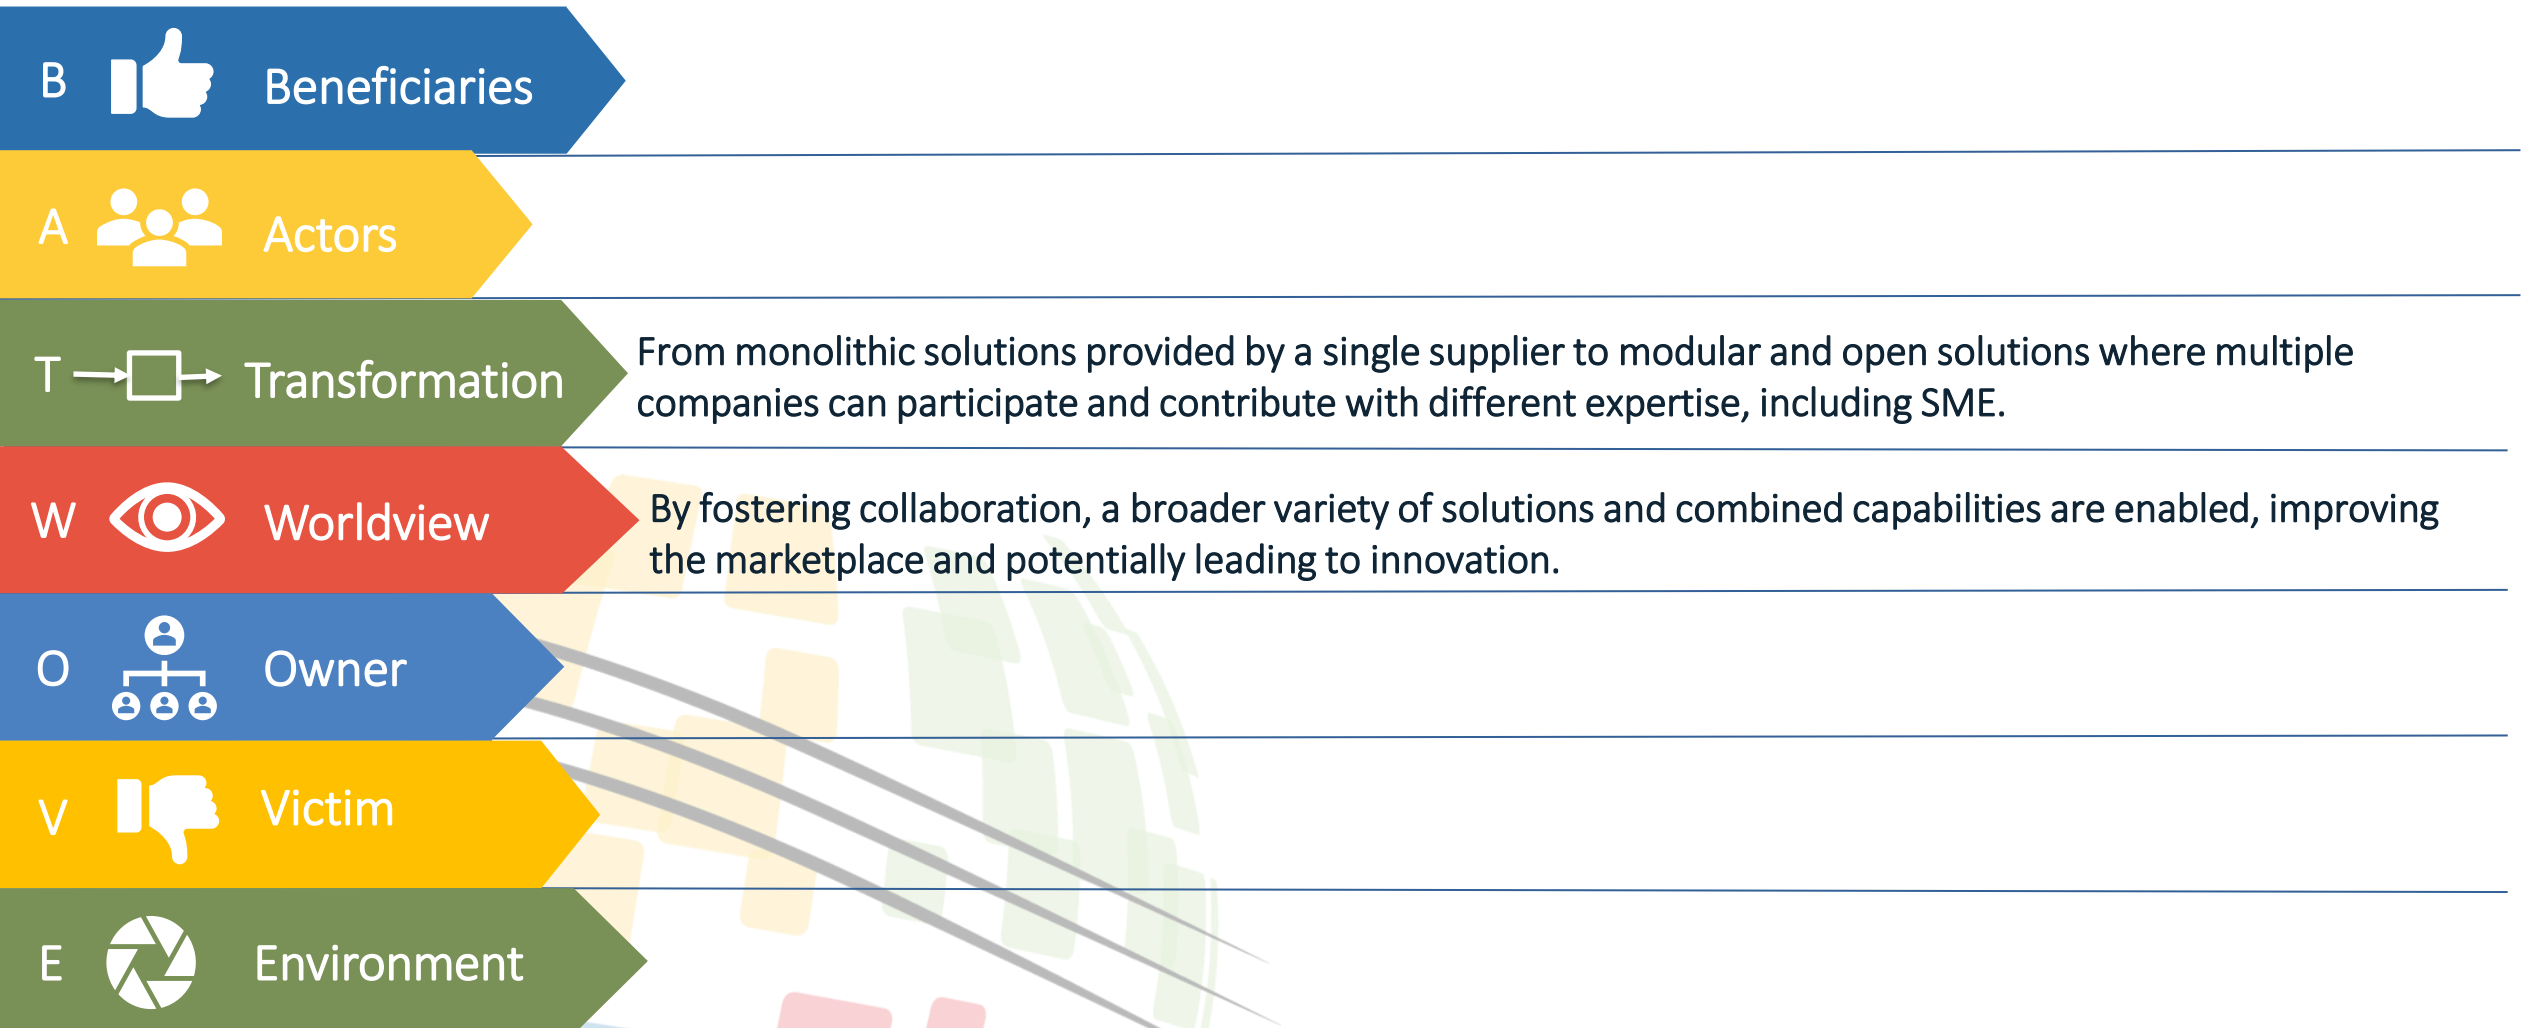 B Beneficiaries
A Actors
T Transformation
From monolithic solutions provided by a single supplier to modular and open solutions where multiple
companies can participate and contribute with different expertise, including SME.
W Worldview
By fostering collaboration, a broader variety of solutions and combined capabilities are enabled, improving
the marketplace and potentially leading to innovation.
O Owner
V Victim
E Environment